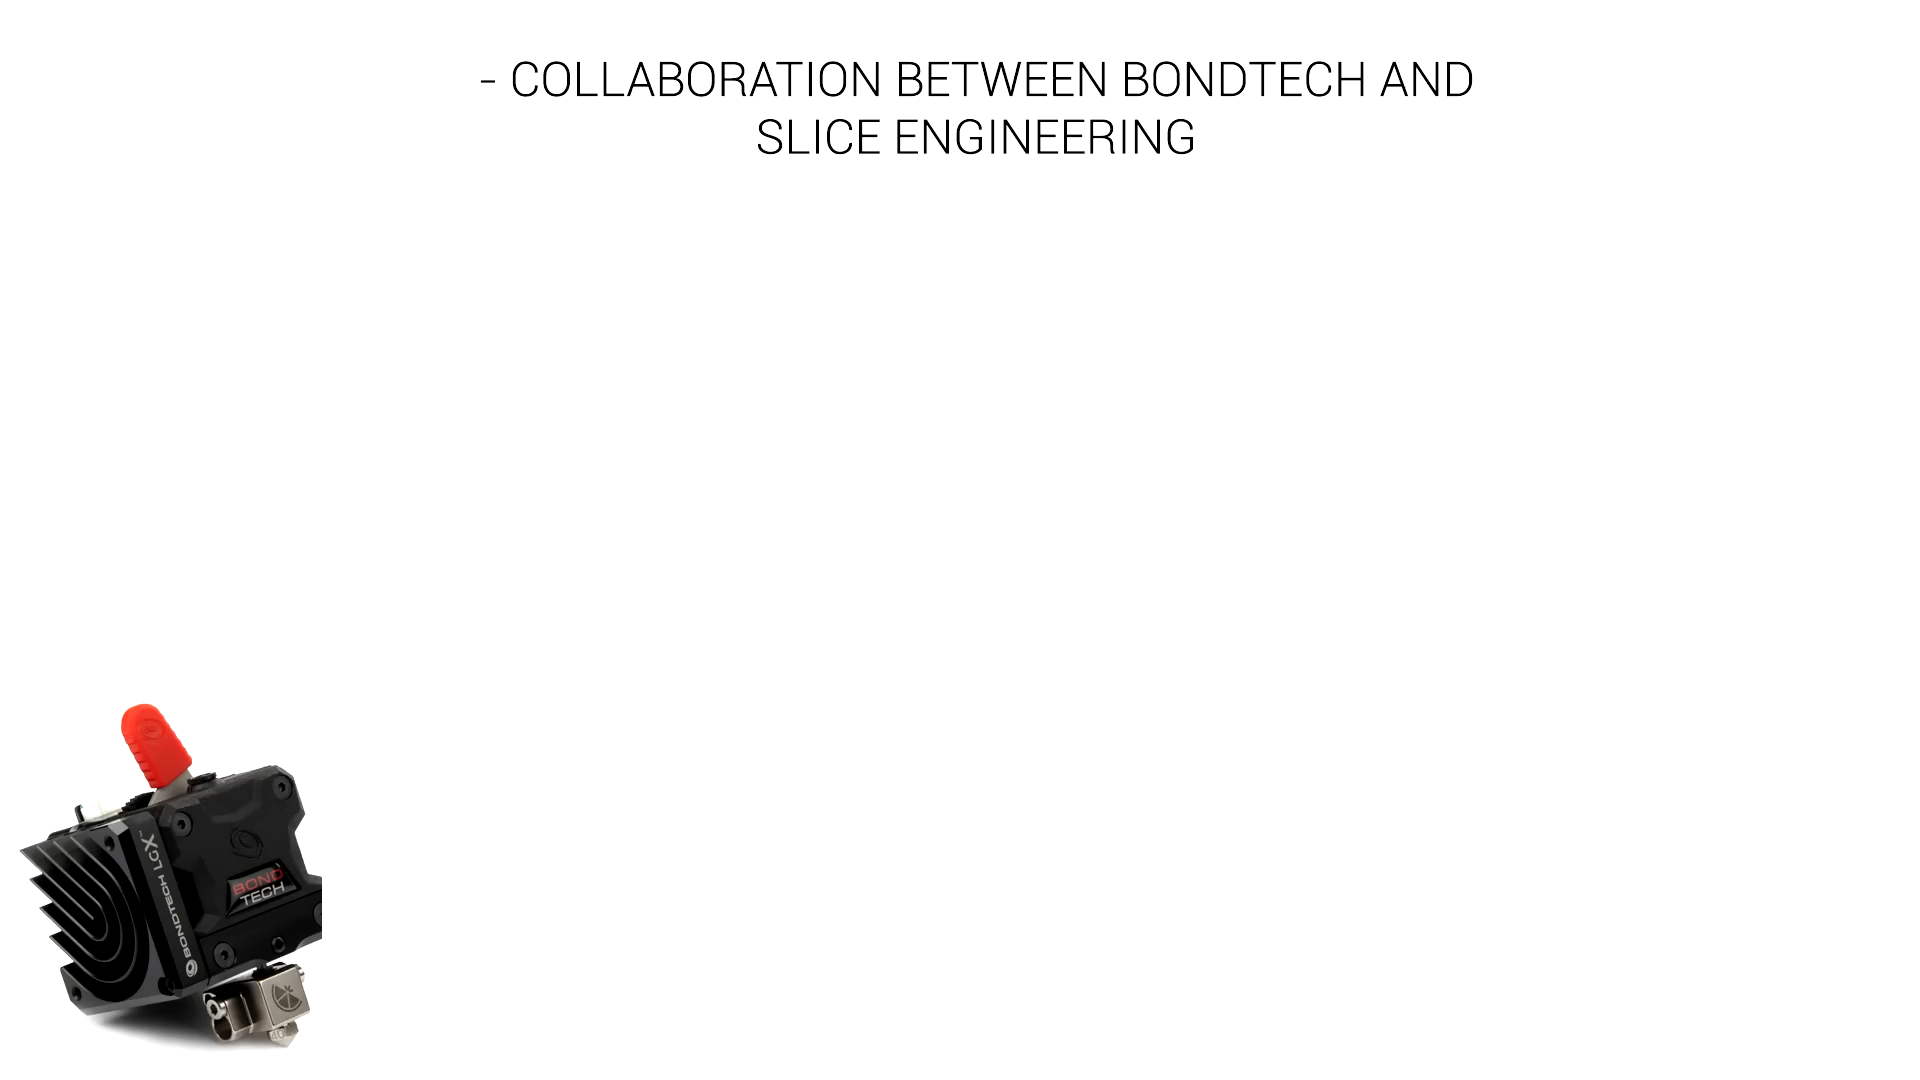 - COLLABORATION BETWEEN BONDTECH AND
SLICE ENGINEERING
BONDTECH LGX
BOND
TECH